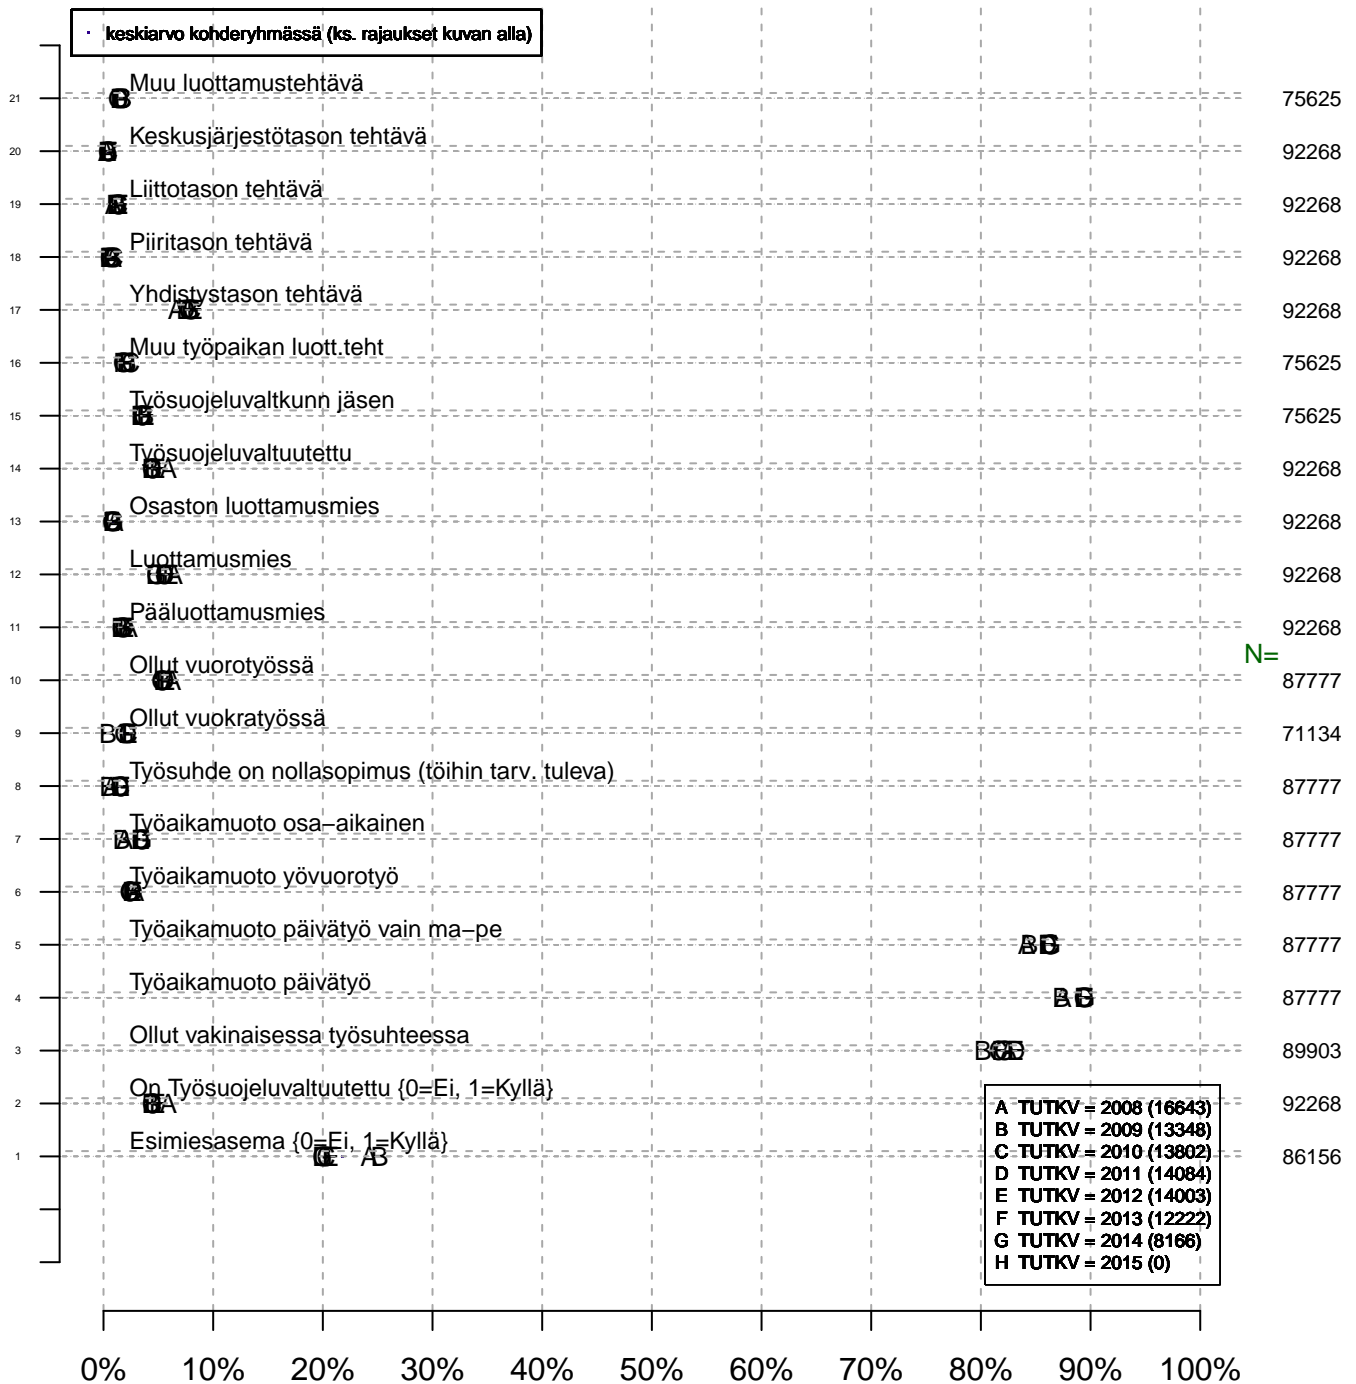 keskiarvo kohderyhmässä (ks. rajaukset kuvan alla)
21 Muu luottamustehtävä 75625
20 Keskusjärjestötason tehtävä 92268
19 Liittotason tehtävä 92268
18 Piiritason tehtävä 92268
17 Yhdistystason tehtävä 92268
16 Muu työpaikan luott.teht 75625
15 Työsuojeluvaltkunn jäsen 75625
14 Työsuojeluvaltuutettu 92268
13 Osaston luottamusmies 92268
12 Luottamusmies 92268
11 Pääluottamusmies 92268
N=
10 Ollut vuorotyössä 87777
9 Ollut vuokratyössä 71134
8 Työsuhde on nollasopimus (töihin tarv. tuleva) 87777
7 Työaikamuoto osa−aikainen 87777
6 Työaikamuoto yövuorotyö 87777
5 Työaikamuoto päivätyö vain ma−pe 87777
4 Työaikamuoto päivätyö 87777
3 Ollut vakinaisessa työsuhteessa 89903
2 On Työsuojeluvaltuutettu {0=Ei, 1=Kyllä} 92268
1 Esimiesasema {0=Ei, 1=Kyllä} 86156
A TUTKV = 2008 (16643)
B TUTKV = 2009 (13348)
C TUTKV = 2010 (13802)
D TUTKV = 2011 (14084)
E TUTKV = 2012 (14003)
F TUTKV = 2013 (12222)
G TUTKV = 2014 (8166)
H TUTKV = 2015 (0)
0% 10% 20% 30% 40% 50% 60% 70% 80% 90% 100%